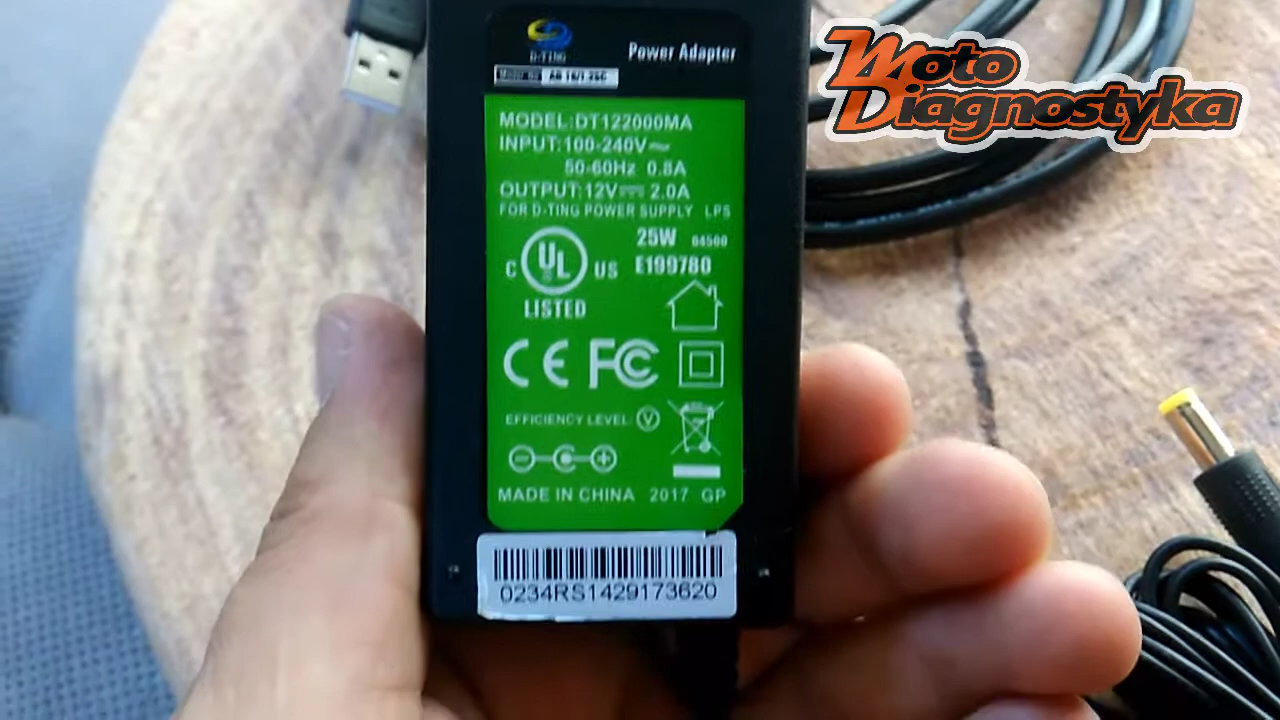 Moto
Diagnostyka
D-TING
Power Adapter
MODEL:DT122000MA
INPUT:100-240V~
50-60Hz 0.8A
OUTPUT:12V⎓2.0A
FOR D-TING POWER SUPPLY LPS
25W
E199780
C UL US
LISTED
CE FC
EFFICIENCY LEVEL V
MADE IN CHINA 2017 GP
0234RS1429173620